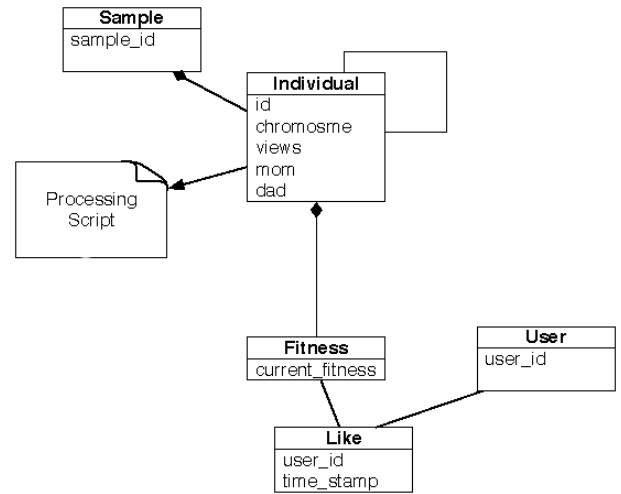 Sample
sample_id
Individual
id
chromosme
views
mom
dad
Processing
Script
Fitness
current_fitness
User
user_id
Like
user_id
time_stamp